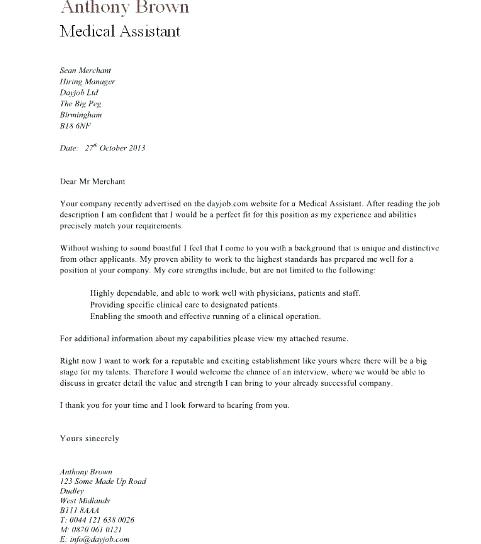 Anthony Brown
Medical Assistant
Sean Merchant
Hiring Manager
Dayjob Ltd
The Big Peg
Birmingham
B18 6NF
Date: 27th October 2013
Dear Mr Merchant
Your company recently advertised on the dayjob.com website for a Medical Assistant. After reading the job
description I am confident that I would be a perfect fit for this position as my experience and abilities
precisely match your requirements.
Without wishing to sound boastful I feel that I come to you with a background that is unique and distinctive
from other applicants. My proven ability to work to the highest standards has prepared me well for a
position at your company. My core strengths include, but are not limited to the following:
Highly dependable, and able to work well with physicians, patients and staff.
Providing specific clinical care to designated patients.
Enabling the smooth and effective running of a clinical operation.
For additional information about my capabilities please view my attached resume.
Right now I want to work for a reputable and exciting establishment like yours where there will be a big
stage for my talents. Therefore I would welcome the chance of an interview, where we would be able to
discuss in greater detail the value and strength I can bring to your already successful company.
I thank you for your time and I look forward to hearing from you.
Yours sincerely
Anthony Brown
123 Some Made Up Road
Dudley
West Midlands
B111 8AAA
T: 0044 121 638 0026
M: 0870 061 0121
E: info@dayjob.com